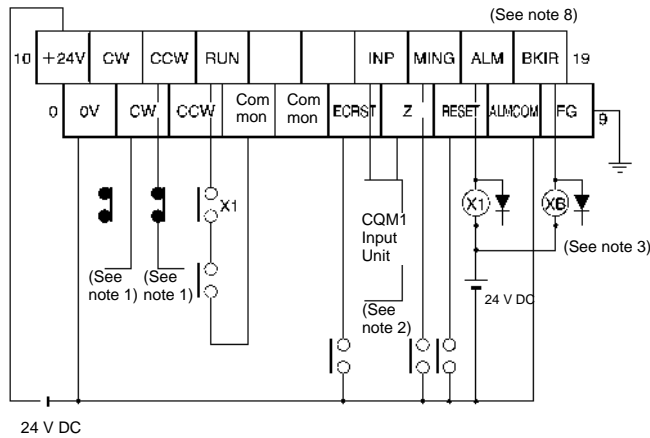 (See note 8)
10 +24V CW CCW RUN INP MING ALM BKIR 19
0 0V CW CCW Com mon Com mon ECRST Z RESET ALMCOM FG 9
X1
CQM1
Input
Unit
X1
XB
(See
note 1)
(See
note 1)
(See note 3)
(See
note 2)
24 V DC
24 V DC